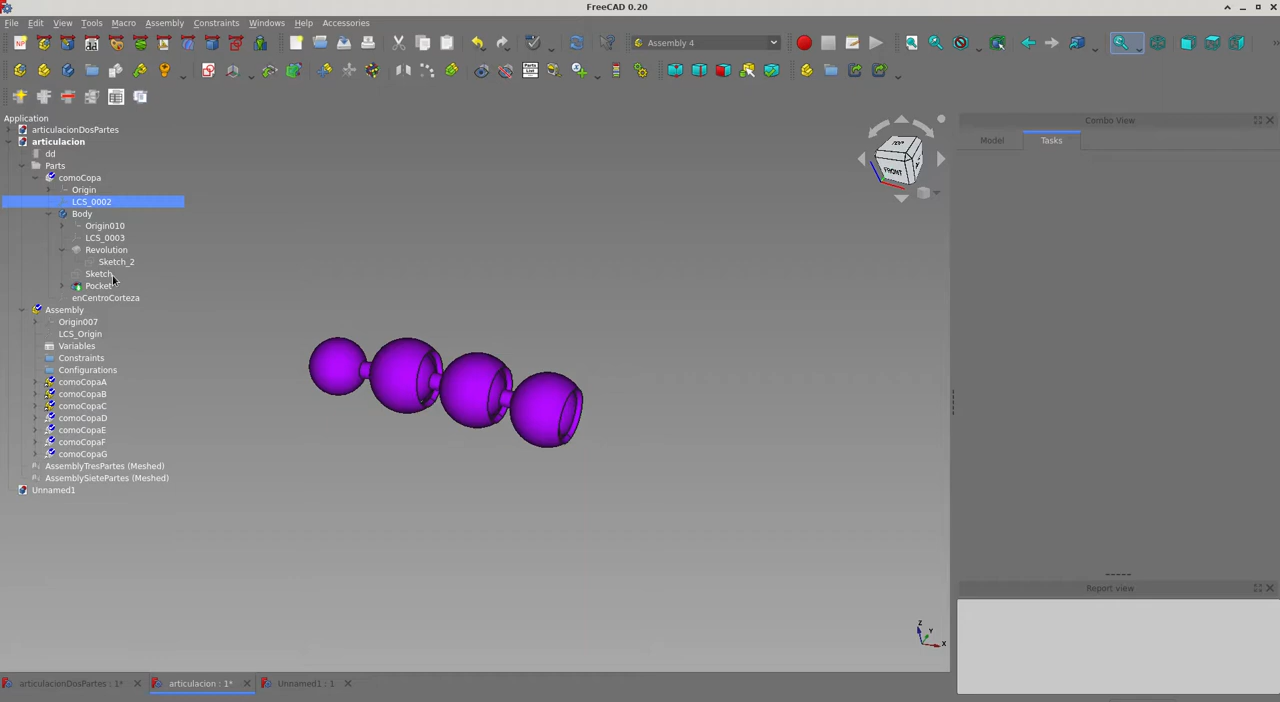 FreeCAD 0.20
File Edit View Tools Macro Assembly Constraints Windows Help Accessories
Assembly 4
Application
articulacionDosPartes
articulacion
dd
Parts
comoCopa
Origin
LCS_0002
Body
Origin010
LCS_0003
Revolution
Sketch_2
Sketch
Pocket
enCentroCorteza
Assembly
Origin007
LCS_Origin
Variables
Constraints
Configurations
comoCopaA
comoCopaB
comoCopaC
comoCopaD
comoCopaE
comoCopaF
comoCopaG
AssemblyTresPartes (Meshed)
AssemblySietePartes (Meshed)
Unnamed1
TOP
FRONT
Combo View
Model Tasks
Report view
Z
Y
X
articulacionDosPartes : 1* articulacion : 1* Unnamed1 : 1